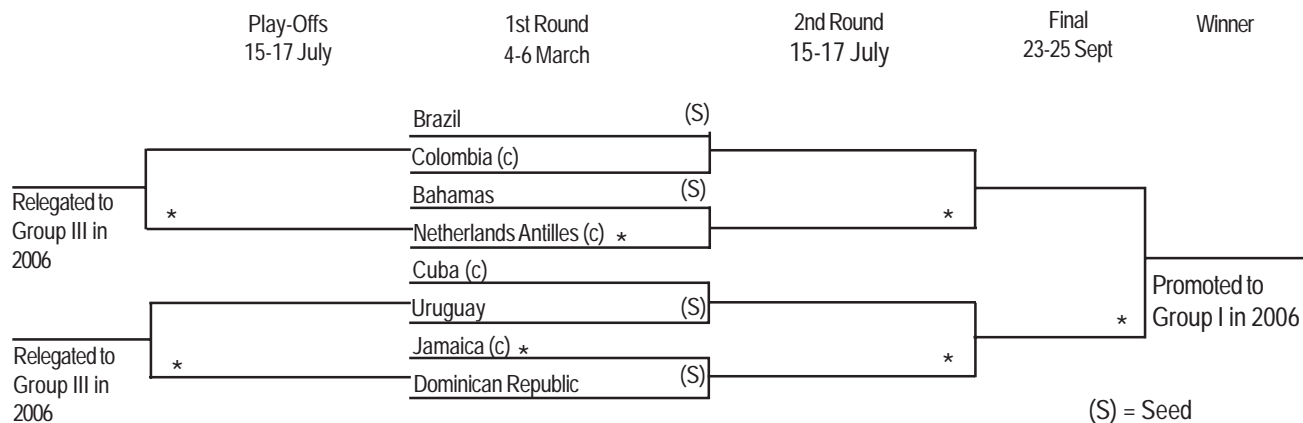 Play-Offs
15-17 July
1st Round
4-6 March
2nd Round
15-17 July
Final
23-25 Sept
Winner
Brazil (S)
Colombia (c)
Bahamas (S)
Netherlands Antilles (c) *
Cuba (c)
Uruguay (S)
Jamaica (c) *
Dominican Republic (S)
Relegated to
Group III in
2006
*
Relegated to
Group III in
2006
*
*
*
*
Promoted to
Group I in 2006
(S) = Seed